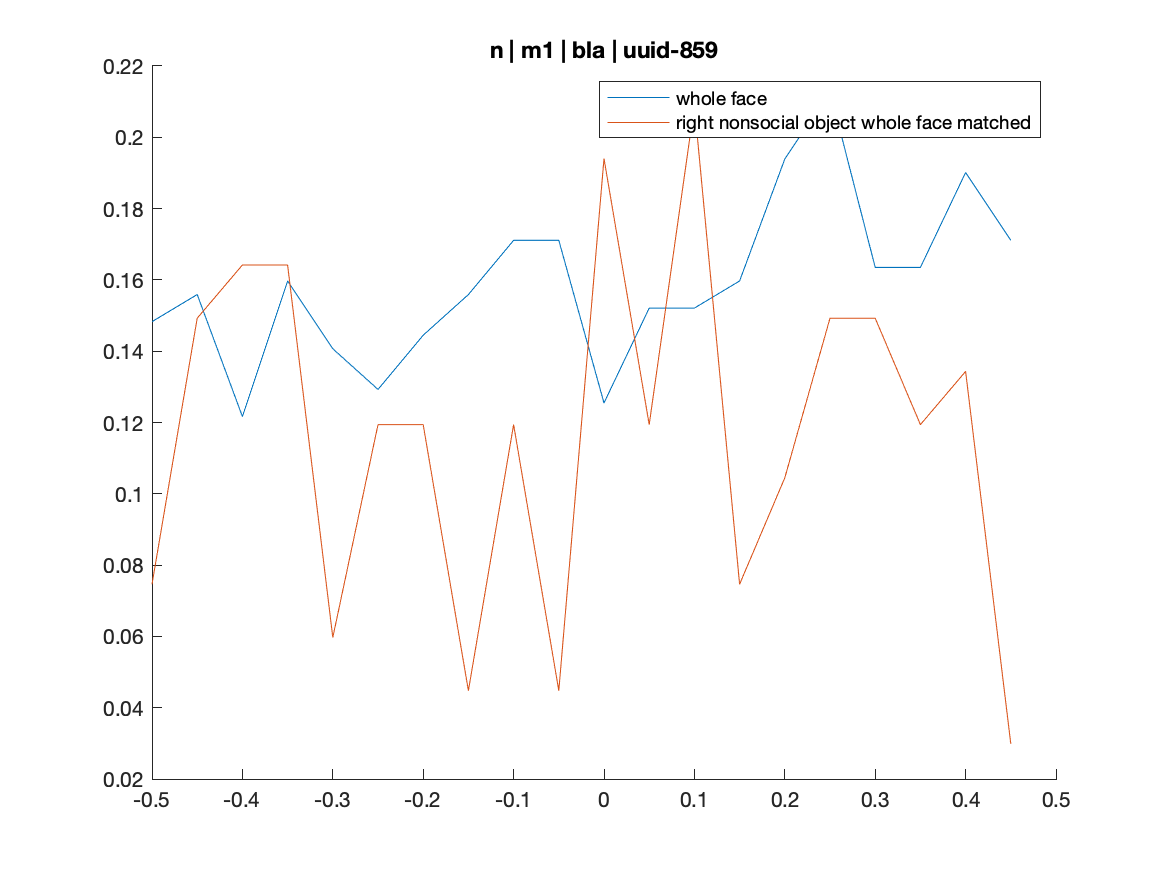 n | m1 | bla | uuid-859
0.22
whole face
right nonsocial object whole face matched
0.2
0.18
0.16
0.14
0.12
0.1
0.08
0.06
0.04
0.02
-0.5 -0.4 -0.3 -0.2 -0.1 0 0.1 0.2 0.3 0.4 0.5